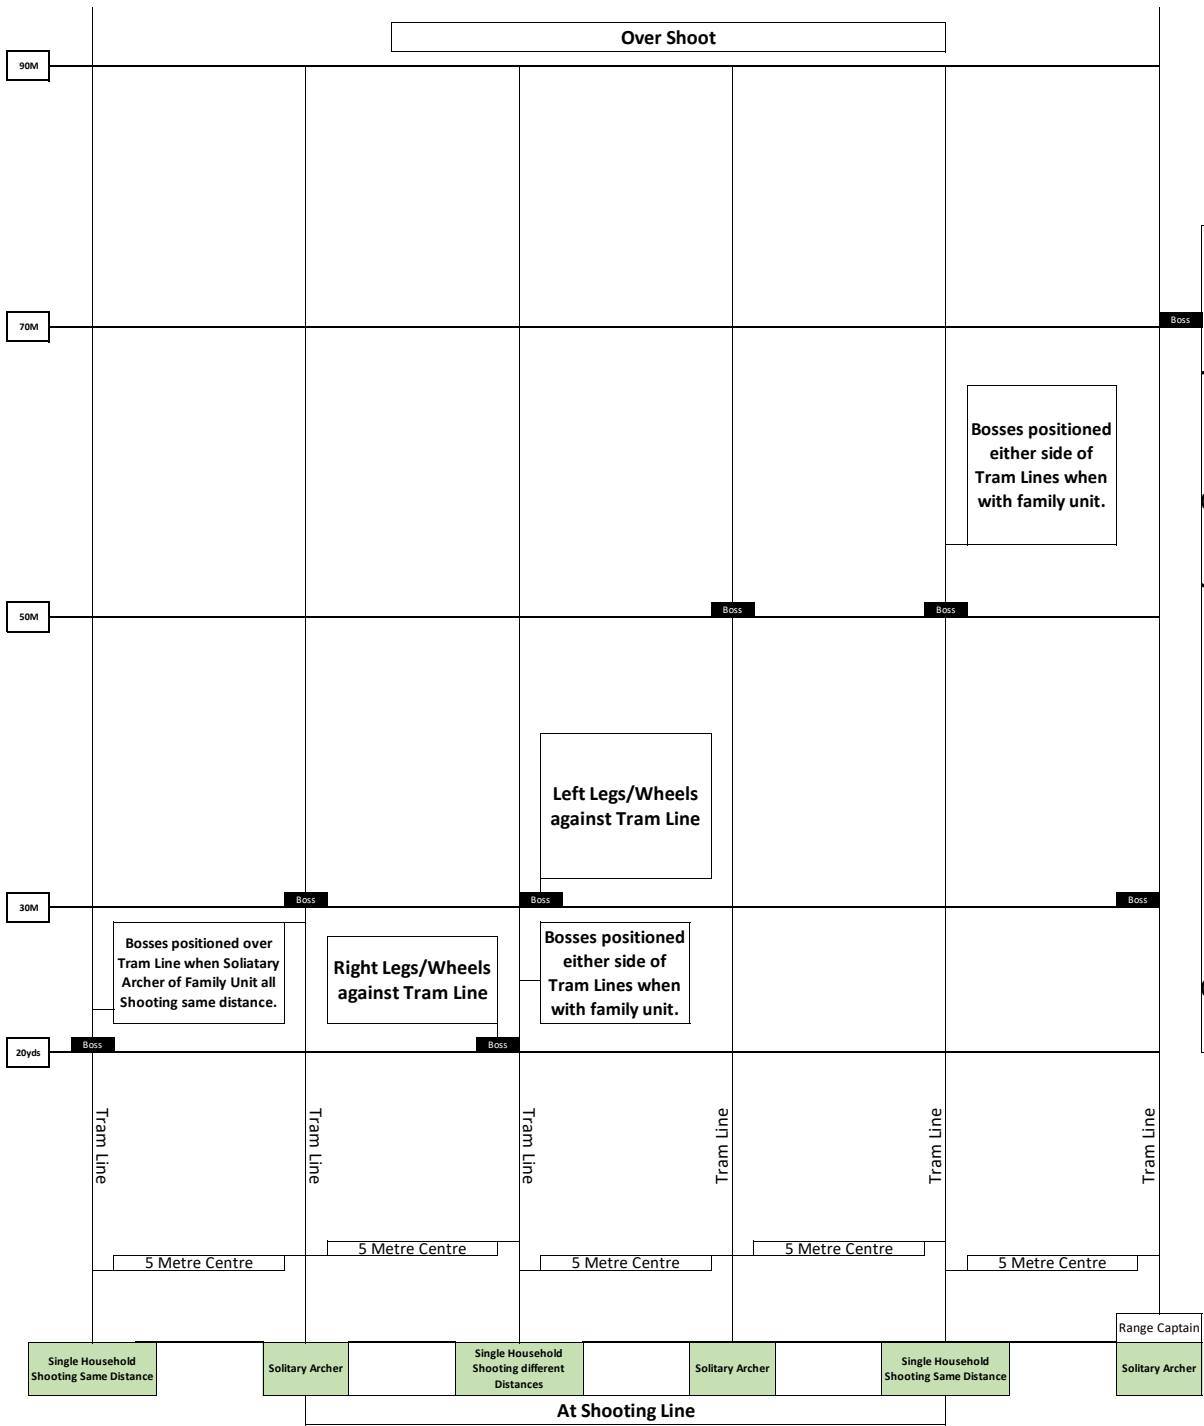 Over Shoot
90M
70M
Boss
Bosses positioned
either side of
Tram Lines when
with family unit.
50M
Boss
Boss
Left Legs/Wheels
against Tram Line
30M
Boss
Boss
Boss
Bosses positioned over
Tram Line when Soliatary
Archer of Family Unit all
Shooting same distance.
Right Legs/Wheels
against Tram Line
Bosses positioned
either side of
Tram Lines when
with family unit.
20yds
Boss
Boss
Tram Line
Tram Line
Tram Line
Tram Line
Tram Line
Tram Line
5 Metre Centre
5 Metre Centre
5 Metre Centre
5 Metre Centre
5 Metre Centre
Range Captain
Single Household
Shooting Same Distance
Solitary Archer
Single Household
Shooting different
Distances
Solitary Archer
Single Household
Shooting Same Distance
Solitary Archer
At Shooting Line